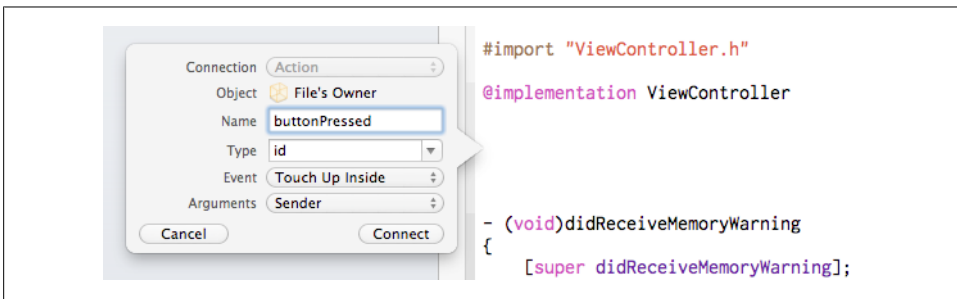 Connection Action
Object File's Owner
Name buttonPressed
Type id
Event Touch Up Inside
Arguments Sender
Cancel Connect
#import "ViewController.h"
@implementation ViewController
- (void)didReceiveMemoryWarning
{
[super didReceiveMemoryWarning];